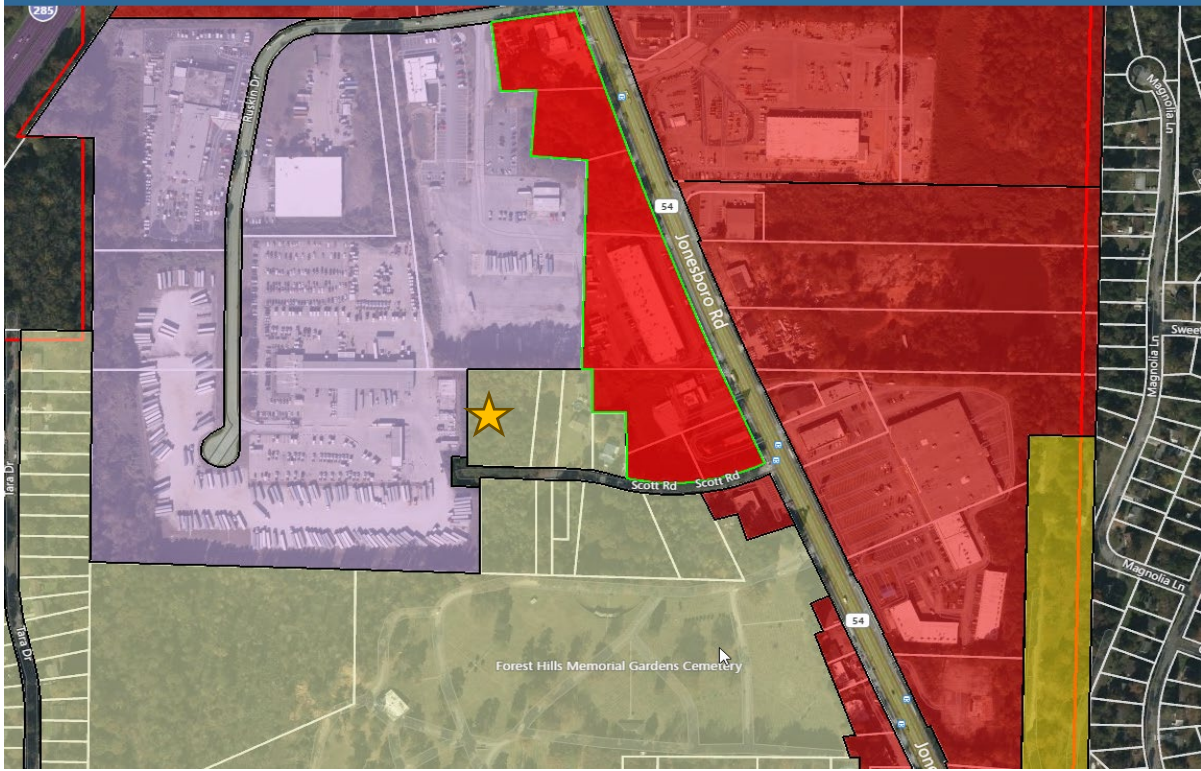 285
Ruskin Dr
54
Jonesboro Rd
Magnolia Ln
Magnolia Ln
Sweet
Tara Dr
Scott Rd
Scott Rd
Magnolia Ln
54
Forest Hills Memorial Gardens Cemetery
Tara Dr
Jone